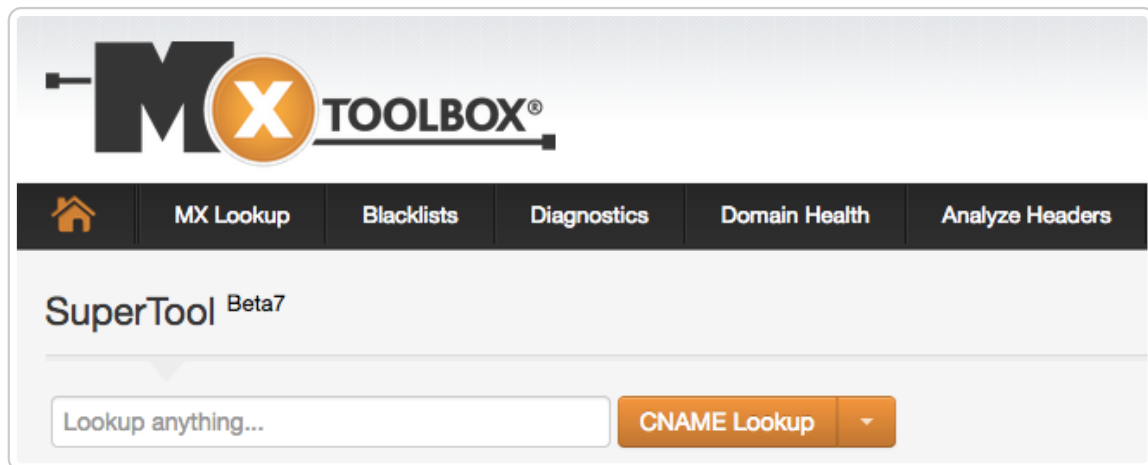 MX TOOLBOX®
MX Lookup Blacklists Diagnostics Domain Health Analyze Headers
SuperTool Beta7
Lookup anything... CNAME Lookup